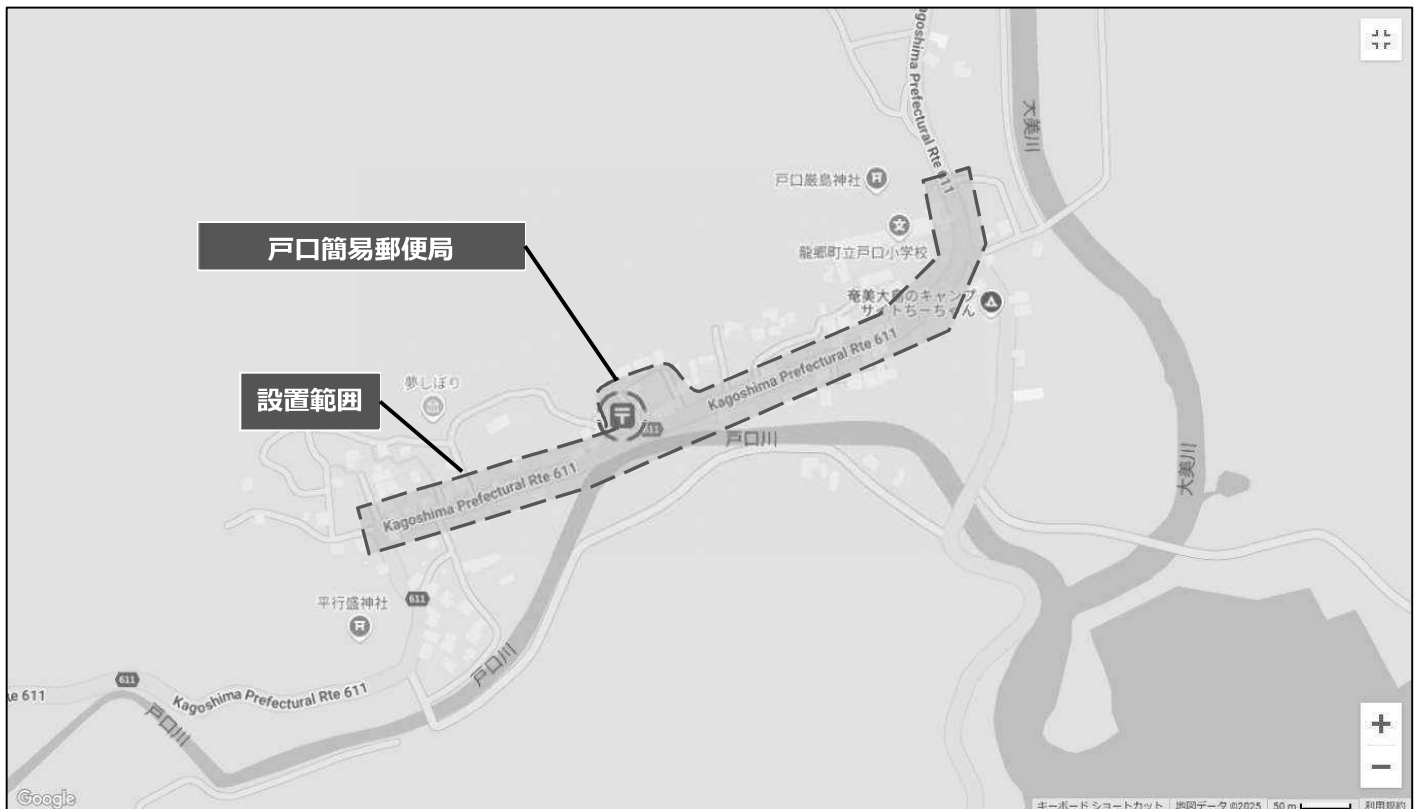 Kagoshima Prefectural Rte 611
大美川
戸口厳島神社
戸口簡易郵便局
龍郷町立戸口小学校
奄美大島のキャンプ
サイトちーちゃん
Kagoshima Prefectural Rte 611
夢しぼり
設置範囲
611
戸口川
大美川
Kagoshima Prefectural Rte 611
平行盛神社
611
戸口川
611
te 611
Kagoshima Prefectural Rte 611
戸口川
Google
キーボード ショートカット
地図データ ©2025
50 m
利用規約